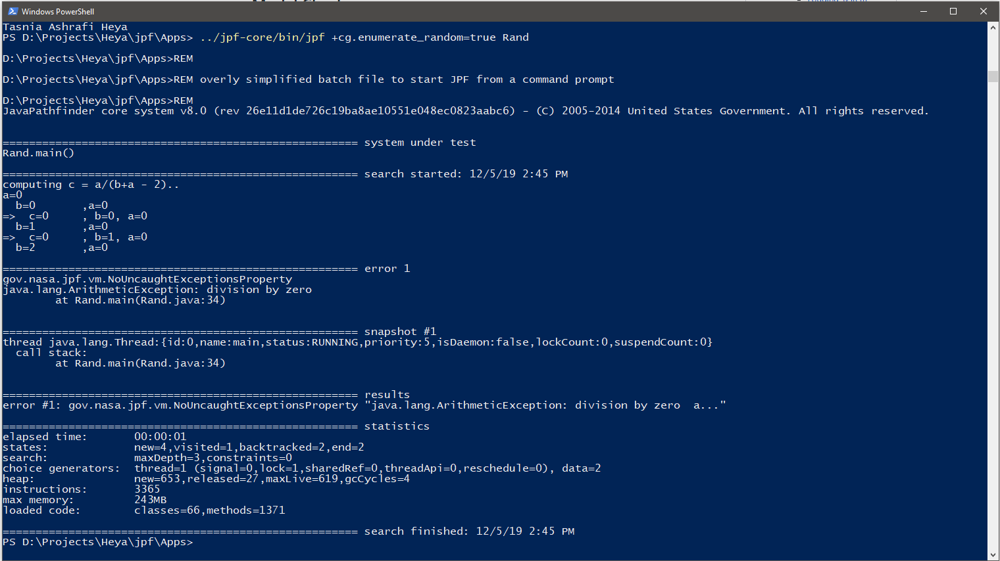 Windows PowerShell
Tasnia Ashrafi Heya
PS D:\Projects\Heya\jpf\Apps> ../jpf-core/bin/jpf +cg.enumerate_random=true Rand
D:\Projects\Heya\jpf\Apps>REM
D:\Projects\Heya\jpf\Apps>REM overly simplified batch file to start JPF from a command prompt
D:\Projects\Heya\jpf\Apps>REM
JavaPathfinder core system v8.0 (rev 26e11d1de726c19ba8ae10551e048ec0823aabc6) - (C) 2005-2014 United States Government. All rights reserved.
====================================================== system under test
Rand.main()
====================================================== search started: 12/5/19 2:45 PM
computing c = a/(b+a - 2)..
a=0
  b=0       ,a=0
=>  c=0     , b=0, a=0
  b=1       ,a=0
=>  c=0     , b=1, a=0
  b=2       ,a=0
====================================================== error 1
gov.nasa.jpf.vm.NoUncaughtExceptionsProperty
java.lang.ArithmeticException: division by zero
        at Rand.main(Rand.java:34)
====================================================== snapshot #1
thread java.lang.Thread:{id:0,name:main,status:RUNNING,priority:5,isDaemon:false,lockCount:0,suspendCount:0}
  call stack:
        at Rand.main(Rand.java:34)
====================================================== results
error #1: gov.nasa.jpf.vm.NoUncaughtExceptionsProperty "java.lang.ArithmeticException: division by zero  a..."
====================================================== statistics
elapsed time:       00:00:01
states:             new=4,visited=1,backtracked=2,end=2
search:             maxDepth=3,constraints=0
choice generators:  thread=1 (signal=0,lock=1,sharedRef=0,threadApi=0,reschedule=0), data=2
heap:               new=653,released=27,maxLive=619,gcCycles=4
instructions:       3365
max memory:         243MB
loaded code:        classes=66,methods=1371
====================================================== search finished: 12/5/19 2:45 PM
PS D:\Projects\Heya\jpf\Apps>